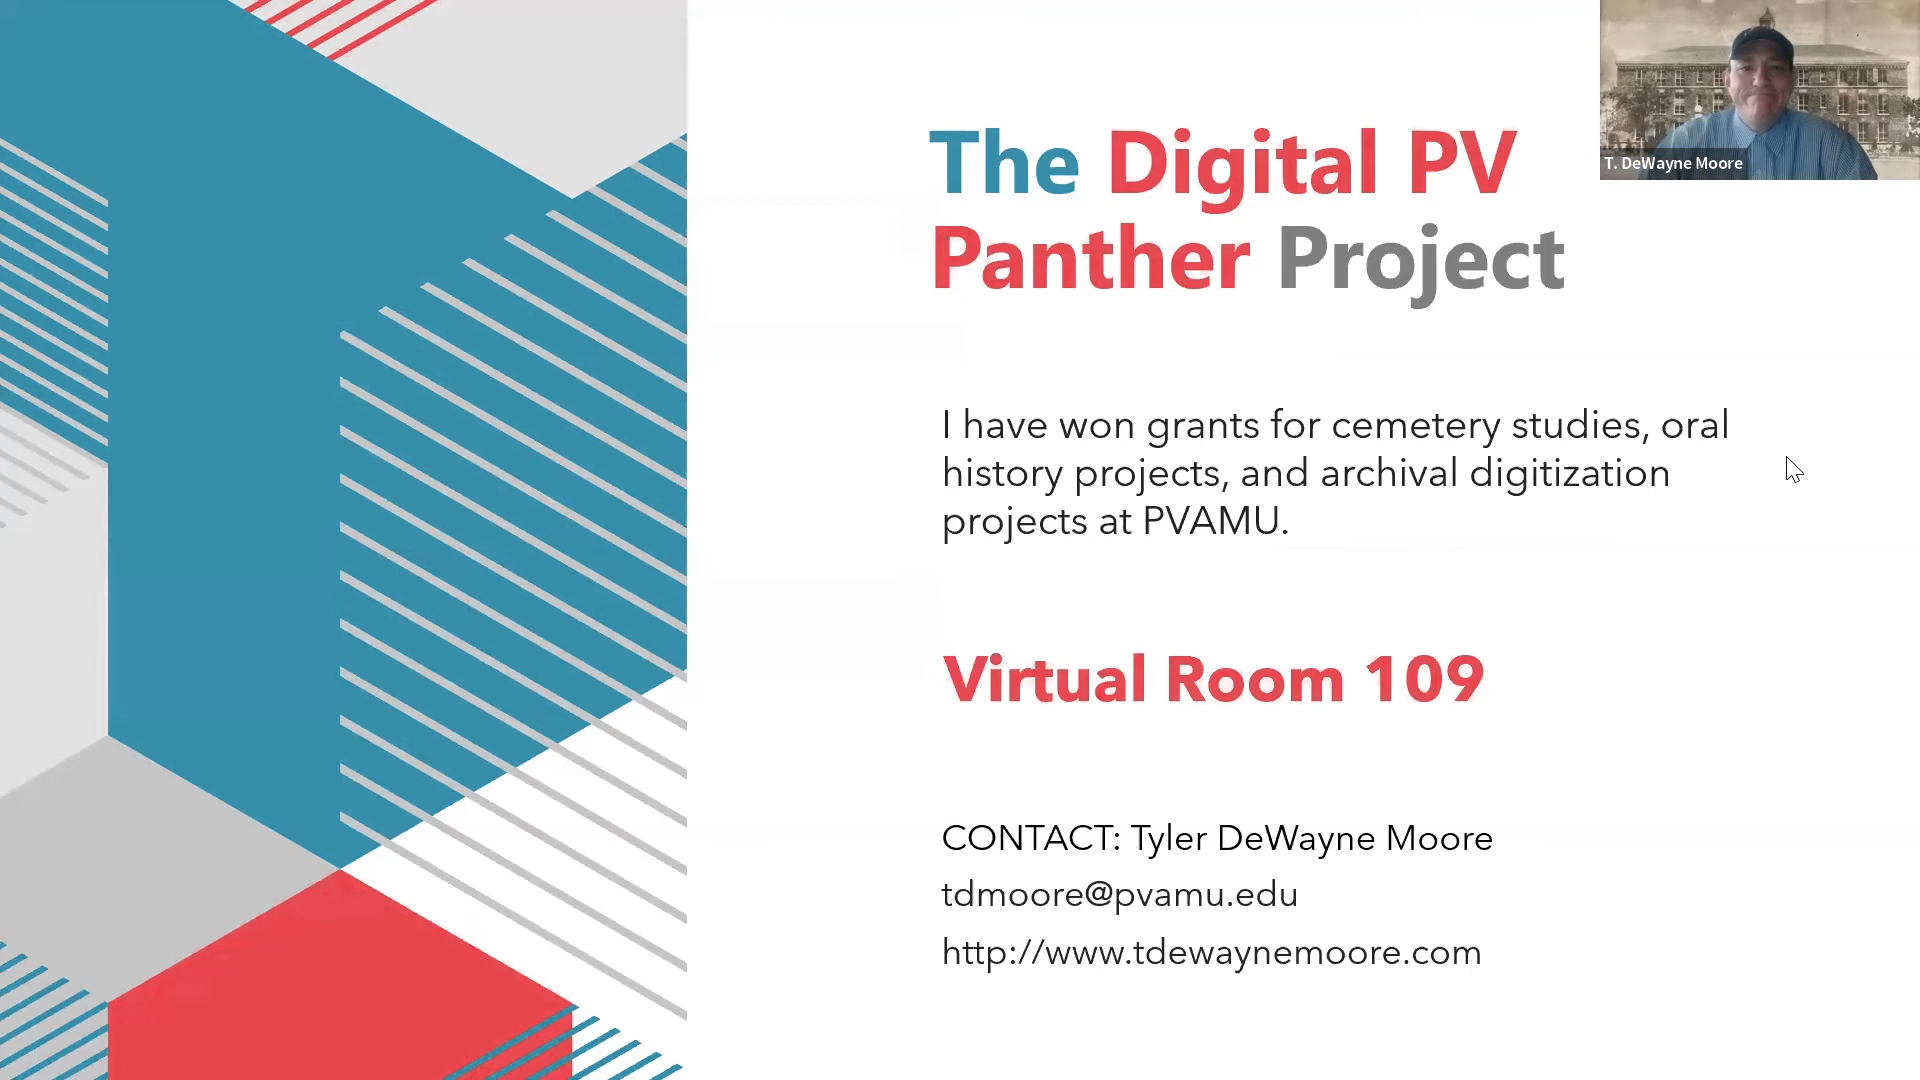 The Digital PV
Panther Project
T. DeWayne Moore
I have won grants for cemetery studies, oral
history projects, and archival digitization
projects at PVAMU.
Virtual Room 109
CONTACT: Tyler DeWayne Moore
tdmoore@pvamu.edu
http://www.tdewaynemoore.com